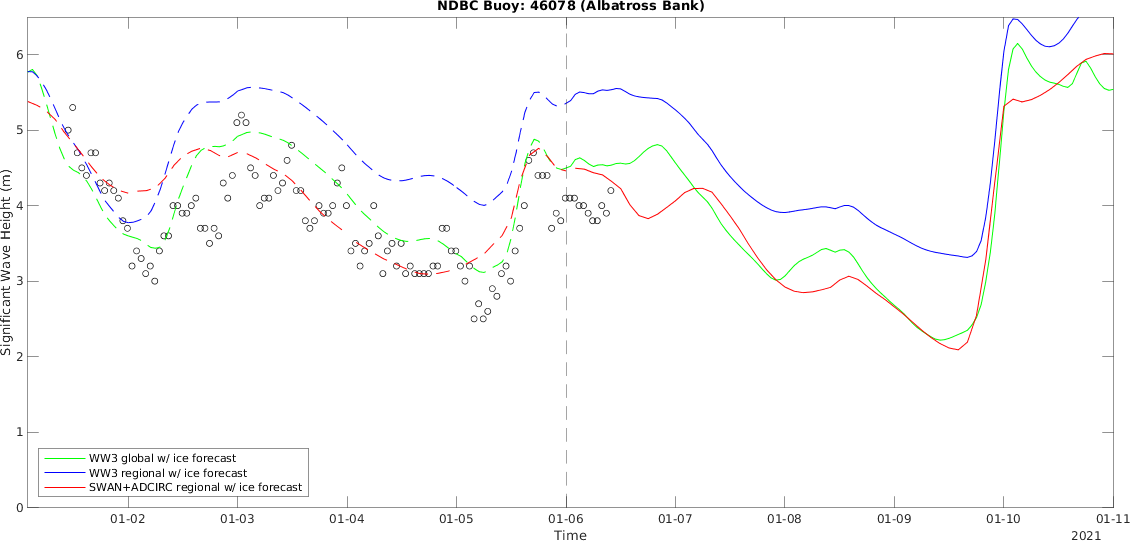 NDBC Buoy: 46078 (Albatross Bank)
Significant Wave Height (m)
6
5
4
3
2
1
0
WW3 global w/ ice forecast
WW3 regional w/ ice forecast
SWAN+ADCIRC regional w/ ice forecast
01-02 01-03 01-04 01-05 01-06 01-07 01-08 01-09 01-10 01-11
Time
2021